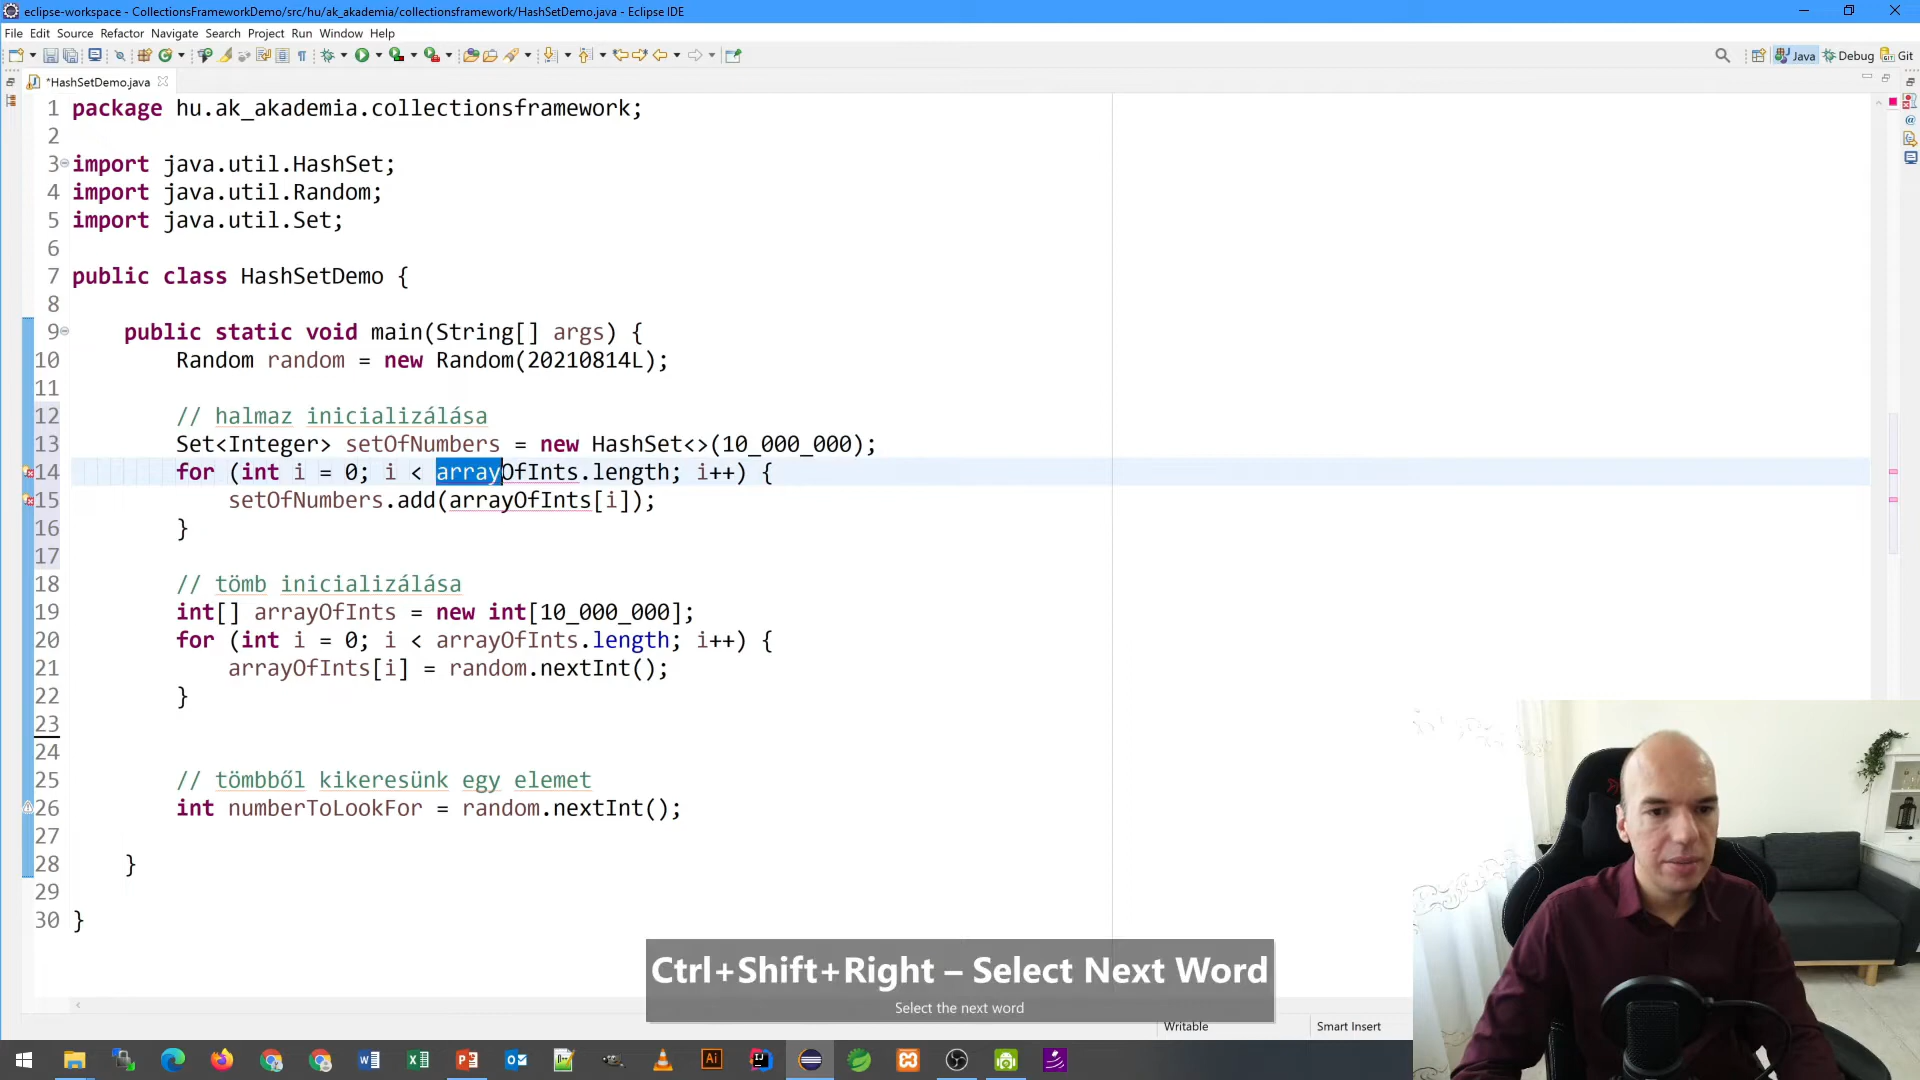 eclipse-workspace - CollectionsFrameworkDemo/src/hu/ak_akademia/collectionsframework/HashSetDemo.java - Eclipse IDE
File Edit Source Refactor Navigate Search Project Run Window Help
Java Debug Git
*HashSetDemo.java
1 package hu.ak_akademia.collectionsframework;
2
3 import java.util.HashSet;
4 import java.util.Random;
5 import java.util.Set;
6
7 public class HashSetDemo {
8
9 public static void main(String[] args) {
10 Random random = new Random(20210814L);
11
12 // halmaz inicializálása
13 Set<Integer> setOfNumbers = new HashSet<>(10_000_000);
14 for (int i = 0; i < arrayOfInts.length; i++) {
15 setOfNumbers.add(arrayOfInts[i]);
16 }
17
18 // tömb inicializálása
19 int[] arrayOfInts = new int[10_000_000];
20 for (int i = 0; i < arrayOfInts.length; i++) {
21 arrayOfInts[i] = random.nextInt();
22 }
23
24
25 // tömbből kikeresünk egy elemet
26 int numberToLookFor = random.nextInt();
27
28 }
29
30 }
Ctrl+Shift+Right – Select Next Word
Select the next word
Writable Smart Insert